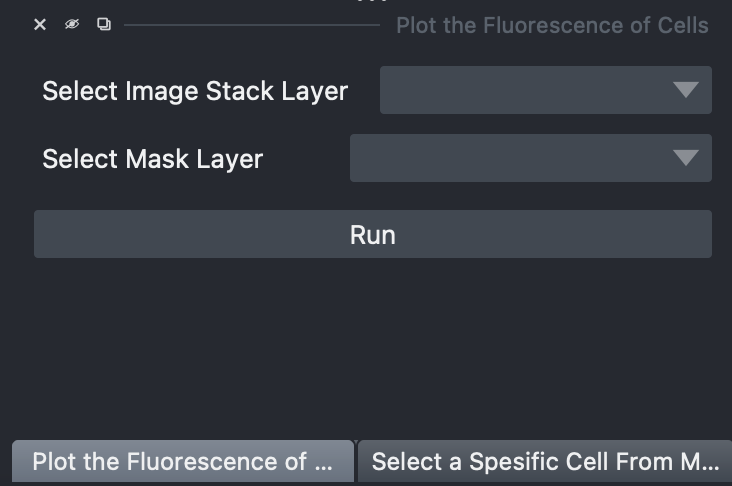 Plot the Fluorescence of Cells
Select Image Stack Layer
Select Mask Layer
Run
Plot the Fluorescence of ...
Select a Spesific Cell From M...